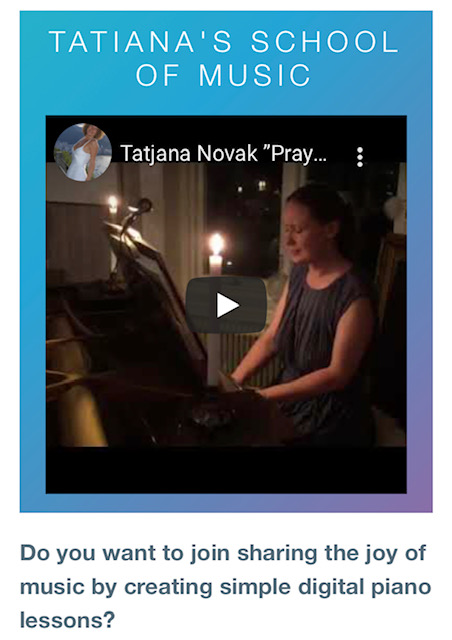 TATIANA'S SCHOOL
OF MUSIC
Tatjana Novak ”Pray...
Do you want to join sharing the joy of
music by creating simple digital piano
lessons?